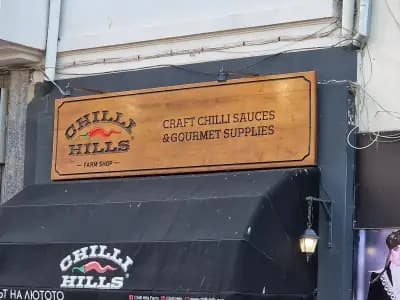 CHILLI
HILLS
FARM SHOP
CRAFT CHILLI SAUCES
& GOURMET SUPPLIES
CHILLI
HILLS
НА ЛЮТОТО